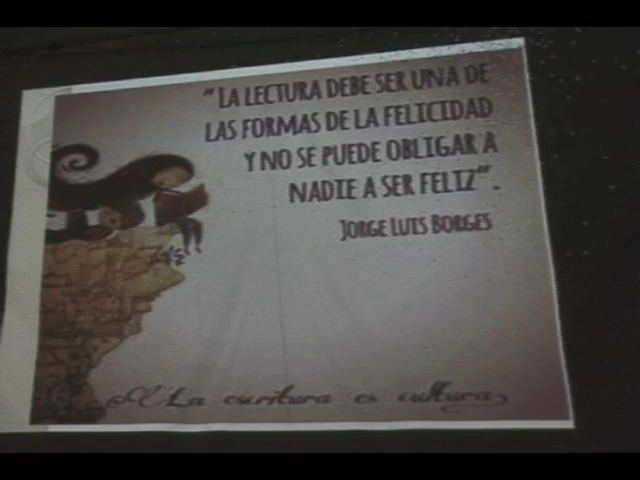 "LA LECTURA DEBE SER UNA DE
LAS FORMAS DE LA FELICIDAD
Y NO SE PUEDE OBLIGAR A
NADIE A SER FELIZ".
JORGE LUIS BORGES
La escritura es cultura